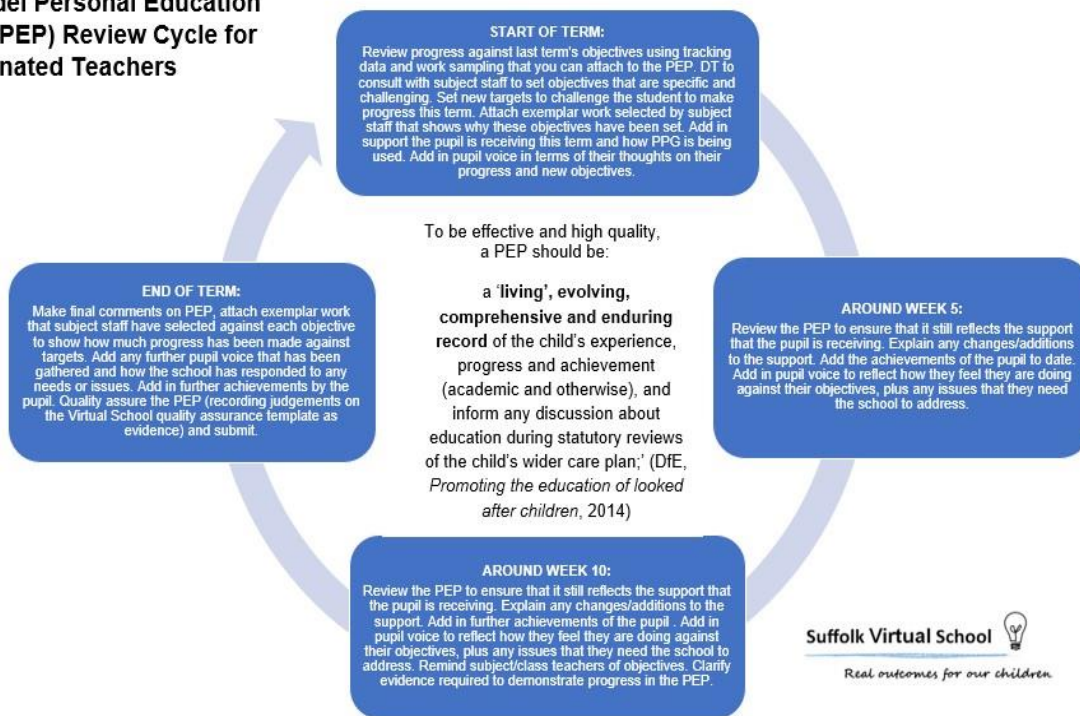 del Personal Education
PEP) Review Cycle for
nated Teachers
START OF TERM:
Review progress against last term's objectives using tracking
data and work sampling that you can attach to the PEP. DT to
consult with subject staff to set objectives that are specific and
challenging. Set new targets to challenge the student to make
progress this term. Attach exemplar work selected by subject
staff that shows why these objectives have been set. Add in
support the pupil is receiving this term and how PPG is being
used. Add in pupil voice in terms of their thoughts on their
progress and new objectives.
To be effective and high quality,
a PEP should be:
a ‘living’, evolving,
comprehensive and enduring
record of the child’s experience,
progress and achievement
(academic and otherwise), and
inform any discussion about
education during statutory reviews
of the child’s wider care plan;’ (DfE,
Promoting the education of looked
after children, 2014)
AROUND WEEK 5:
Review the PEP to ensure that it still reflects the support
that the pupil is receiving. Explain any changes/additions
to the support. Add the achievements of the pupil to date.
Add in pupil voice to reflect how they feel they are doing
against their objectives, plus any issues that they need
the school to address.
AROUND WEEK 10:
Review the PEP to ensure that it still reflects the support that
the pupil is receiving. Explain any changes/additions to the
support. Add in further achievements of the pupil . Add in
pupil voice to reflect how they feel they are doing against
their objectives, plus any issues that they need the school to
address. Remind subject/class teachers of objectives. Clarify
evidence required to demonstrate progress in the PEP.
END OF TERM:
Make final comments on PEP, attach exemplar work
that subject staff have selected against each objective
to show how much progress has been made against
targets. Add any further pupil voice that has been
gathered and how the school has responded to any
needs or issues. Add in further achievements by the
pupil. Quality assure the PEP (recording judgements on
the Virtual School quality assurance template as
evidence) and submit.
Suffolk Virtual School
Real outcomes for our children